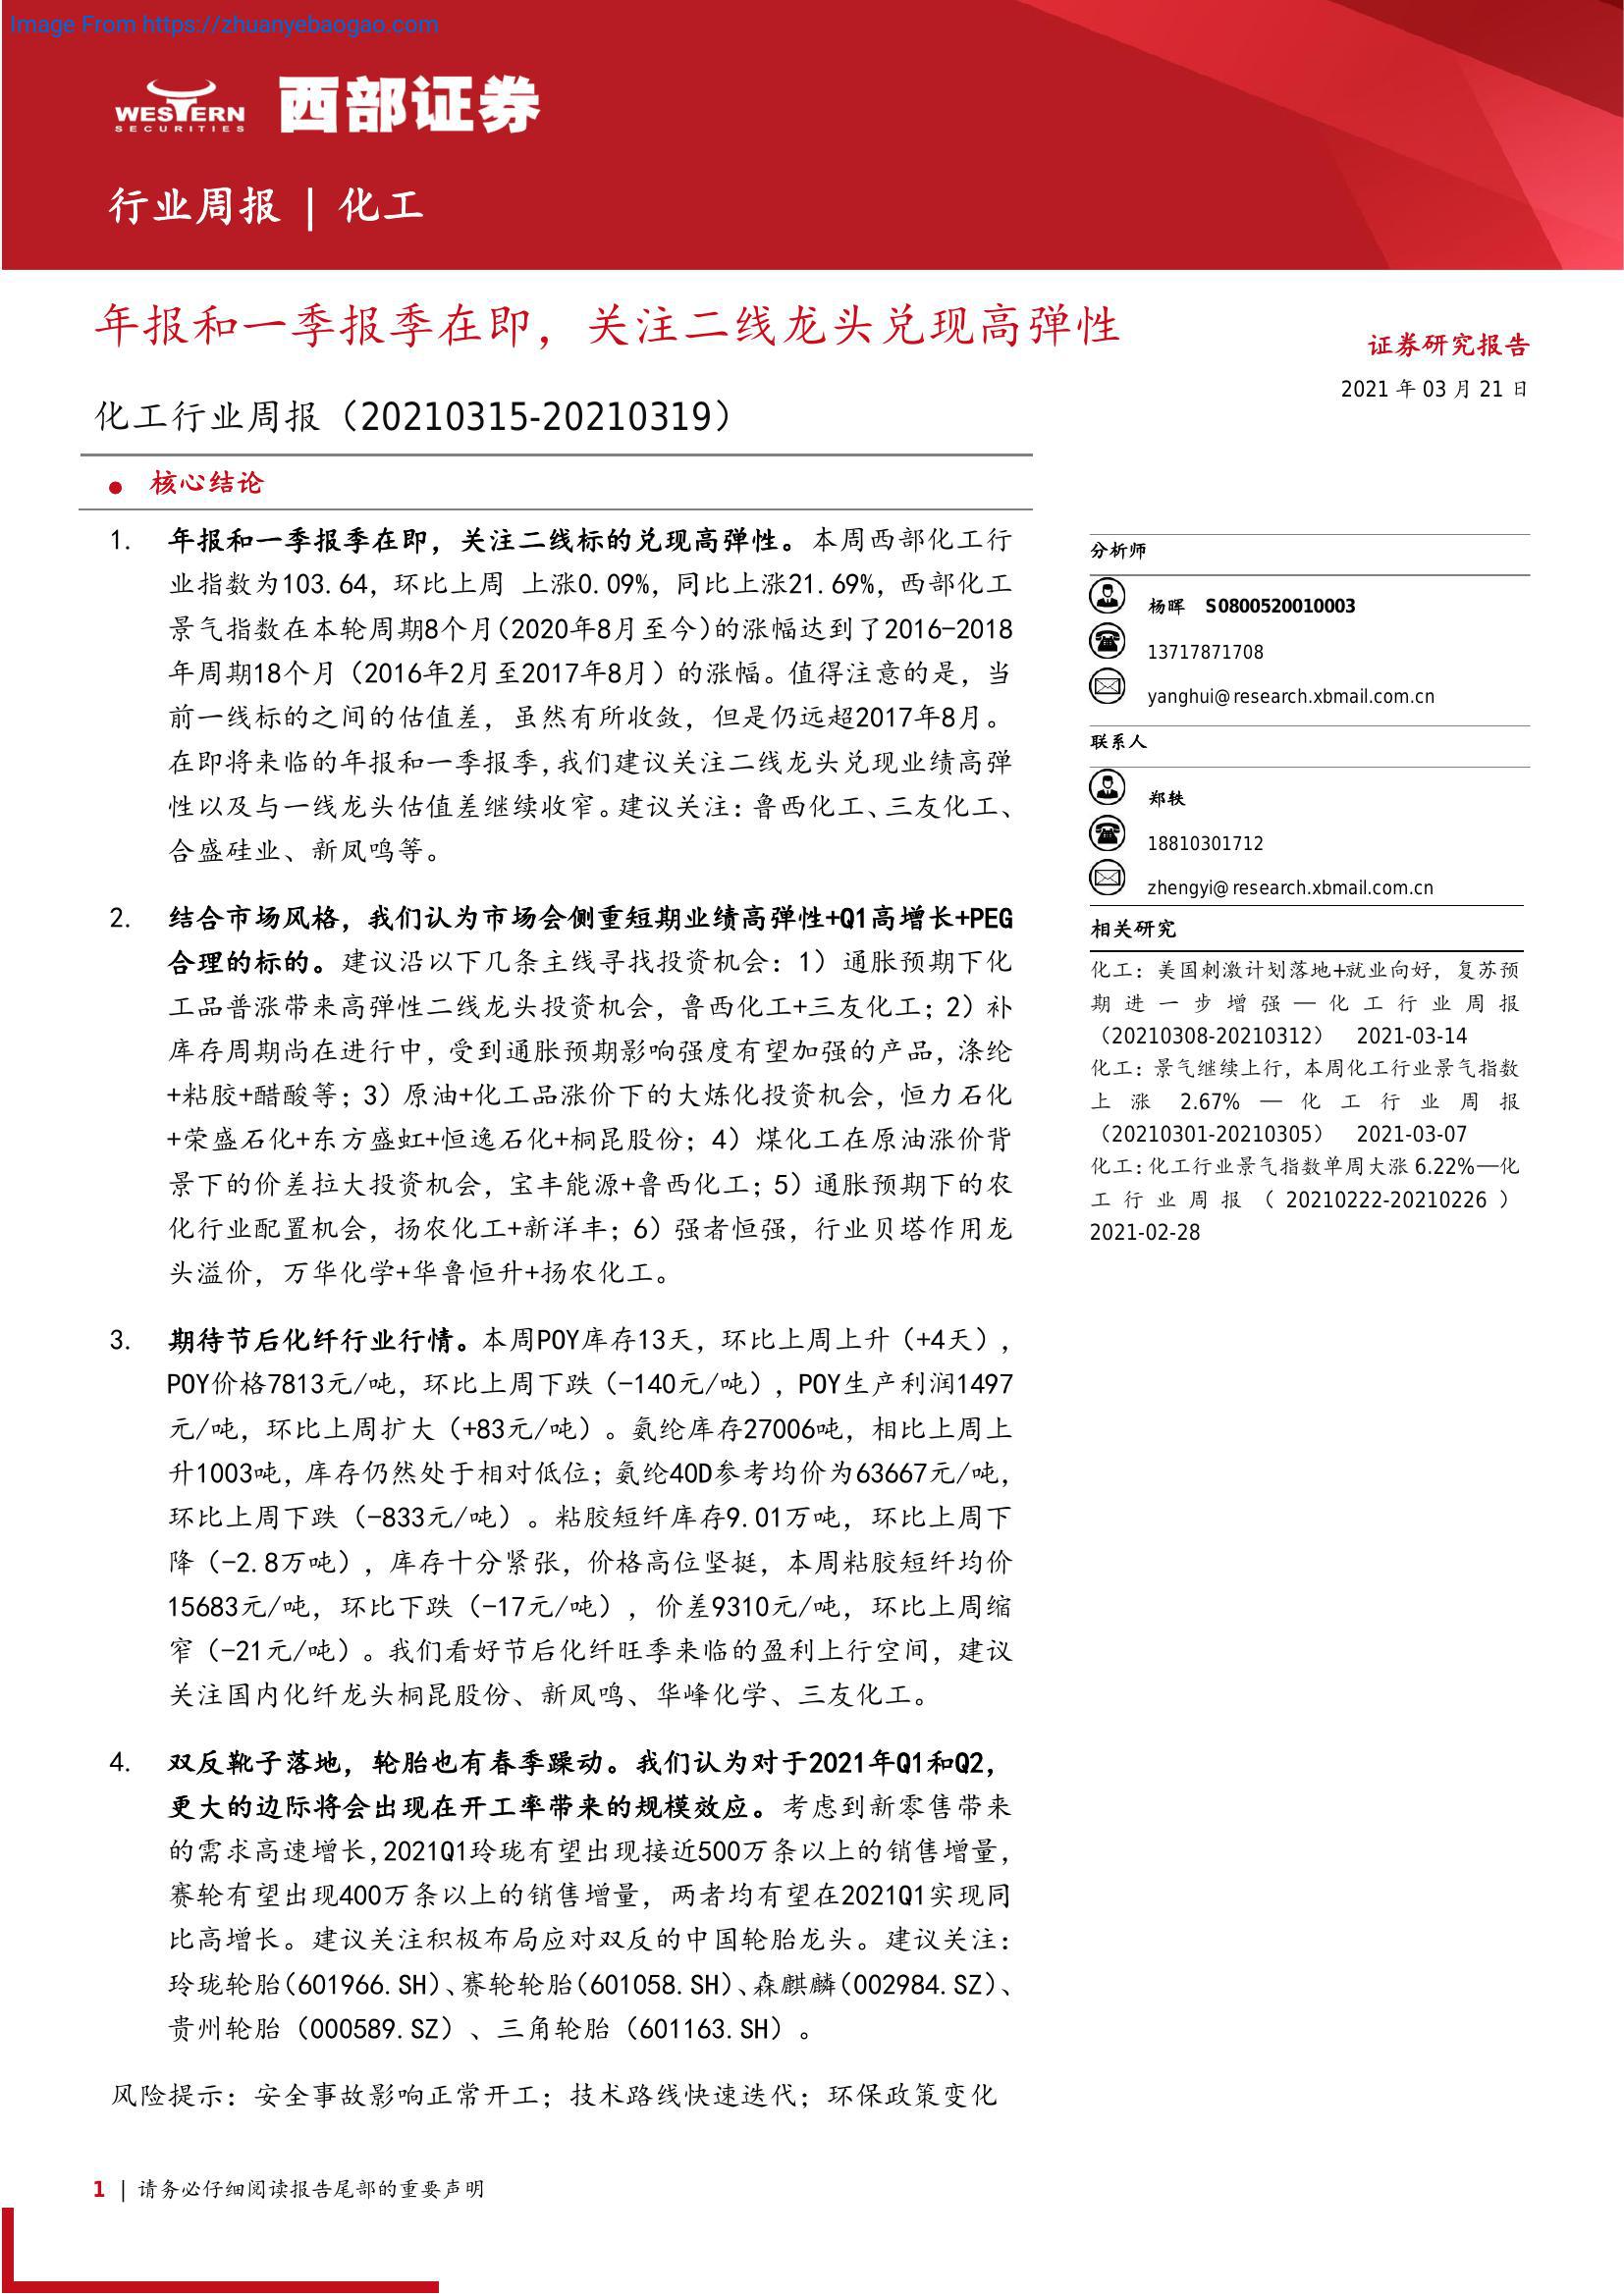 Image From https://zhuanyebaogao.com
WESTERN
SECURITIES
西部证券
行业周报 | 化工
年报和一季报季在即，关注二线龙头兑现高弹性
证券研究报告
2021 年 03 月 21 日
化工行业周报（20210315-20210319）
● 核心结论
1. 年报和一季报季在即，关注二线标的兑现高弹性。本周西部化工行
业指数为103.64，环比上周 上涨0.09%，同比上涨21.69%，西部化工
景气指数在本轮周期8个月（2020年8月至今）的涨幅达到了2016-2018
年周期18个月（2016年2月至2017年8月）的涨幅。值得注意的是，当
前一线标的之间的估值差，虽然有所收敛，但是仍远超2017年8月。
在即将来临的年报和一季报季，我们建议关注二线龙头兑现业绩高弹
性以及与一线龙头估值差继续收窄。建议关注：鲁西化工、三友化工、
合盛硅业、新凤鸣等。
2. 结合市场风格，我们认为市场会侧重短期业绩高弹性+Q1高增长+PEG
合理的标的。建议沿以下几条主线寻找投资机会：1）通胀预期下化
工品普涨带来高弹性二线龙头投资机会，鲁西化工+三友化工；2）补
库存周期尚在进行中，受到通胀预期影响强度有望加强的产品，涤纶
+粘胶+醋酸等；3）原油+化工品涨价下的大炼化投资机会，恒力石化
+荣盛石化+东方盛虹+恒逸石化+桐昆股份；4）煤化工在原油涨价背
景下的价差拉大投资机会，宝丰能源+鲁西化工；5）通胀预期下的农
化行业配置机会，扬农化工+新洋丰；6）强者恒强，行业贝塔作用龙
头溢价，万华化学+华鲁恒升+扬农化工。
3. 期待节后化纤行业行情。本周POY库存13天，环比上周上升（+4天），
POY价格7813元/吨，环比上周下跌（-140元/吨），POY生产利润1497
元/吨，环比上周扩大（+83元/吨）。氨纶库存27006吨，相比上周上
升1003吨，库存仍然处于相对低位；氨纶40D参考均价为63667元/吨，
环比上周下跌（-833元/吨）。粘胶短纤库存9.01万吨，环比上周下
降（-2.8万吨），库存十分紧张，价格高位坚挺，本周粘胶短纤均价
15683元/吨，环比下跌（-17元/吨），价差9310元/吨，环比上周缩
窄（-21元/吨）。我们看好节后化纤旺季来临的盈利上行空间，建议
关注国内化纤龙头桐昆股份、新凤鸣、华峰化学、三友化工。
4. 双反靴子落地，轮胎也有春季躁动。我们认为对于2021年Q1和Q2，
更大的边际将会出现在开工率带来的规模效应。考虑到新零售带来
的需求高速增长，2021Q1玲珑有望出现接近500万条以上的销售增量，
赛轮有望出现400万条以上的销售增量，两者均有望在2021Q1实现同
比高增长。建议关注积极布局应对双反的中国轮胎龙头。建议关注：
玲珑轮胎（601966.SH）、赛轮轮胎（601058.SH）、森麒麟（002984.SZ）、
贵州轮胎（000589.SZ）、三角轮胎（601163.SH）。
风险提示：安全事故影响正常开工；技术路线快速迭代；环保政策变化
分析师
杨晖 S0800520010003
13717871708
yanghui@research.xbmail.com.cn
联系人
郑轶
18810301712
zhengyi@research.xbmail.com.cn
相关研究
化工：美国刺激计划落地+就业向好，复苏预
期进一步增强—化工行业周报
（20210308-20210312） 2021-03-14
化工：景气继续上行，本周化工行业景气指数
上涨 2.67% — 化工行业周报
（20210301-20210305） 2021-03-07
化工：化工行业景气指数单周大涨 6.22%—化
工行业周报（20210222-20210226）
2021-02-28
1 | 请务必仔细阅读报告尾部的重要声明